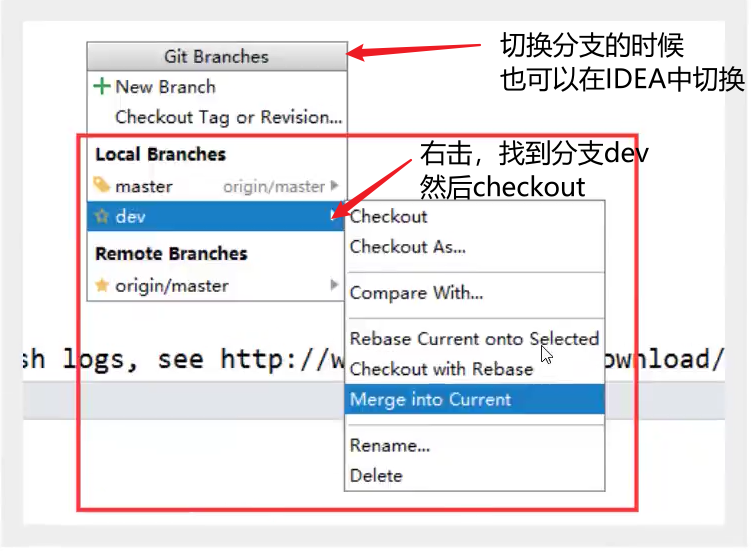 Git Branches
切换分支的时候
也可以在IDEA中切换
New Branch
Checkout Tag or Revision...
Local Branches
右击，找到分支dev
然后checkout
master origin/master
dev
Checkout
Checkout As...
Remote Branches
origin/master
Compare With...
Rebase Current onto Selected
sh logs, see http://w
ownload/
Checkout with Rebase
Merge into Current
Rename...
Delete